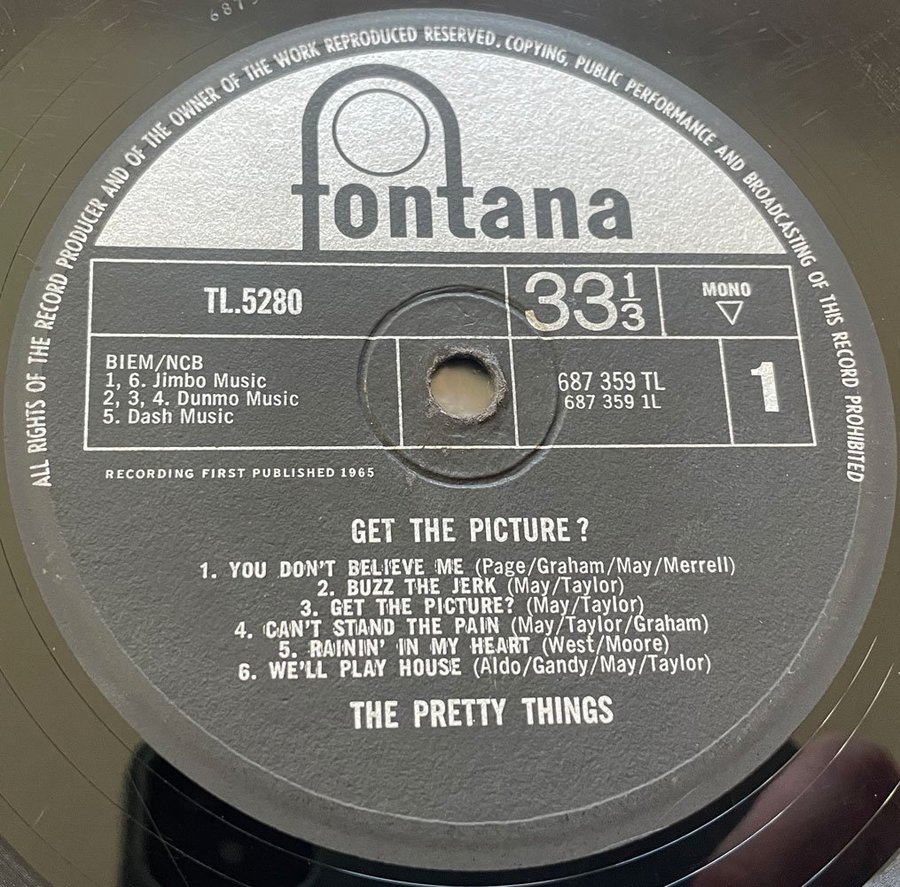 6875
ALL RIGHTS OF THE RECORD PRODUCER AND OF THE OWNER OF THE WORK REPRODUCED RESERVED. COPYING, PUBLIC PERFORMANCE AND BROADCASTING OF THIS RECORD PROHIBITED
fontana
TL.5280
33 1/3
MONO
BIEM/NCB
1, 6. Jimbo Music
2, 3, 4. Dunmo Music
5. Dash Music
687 359 TL
687 359 1L
1
RECORDING FIRST PUBLISHED 1965
GET THE PICTURE?
1. YOU DON'T BELIEVE ME (Page/Graham/May/Merrell)
2. BUZZ THE JERK (May/Taylor)
3. GET THE PICTURE? (May/Taylor)
4. CAN'T STAND THE PAIN (May/Taylor/Graham)
5. RAININ' IN MY HEART (West/Moore)
6. WE'LL PLAY HOUSE (Aldo/Gandy/May/Taylor)
THE PRETTY THINGS